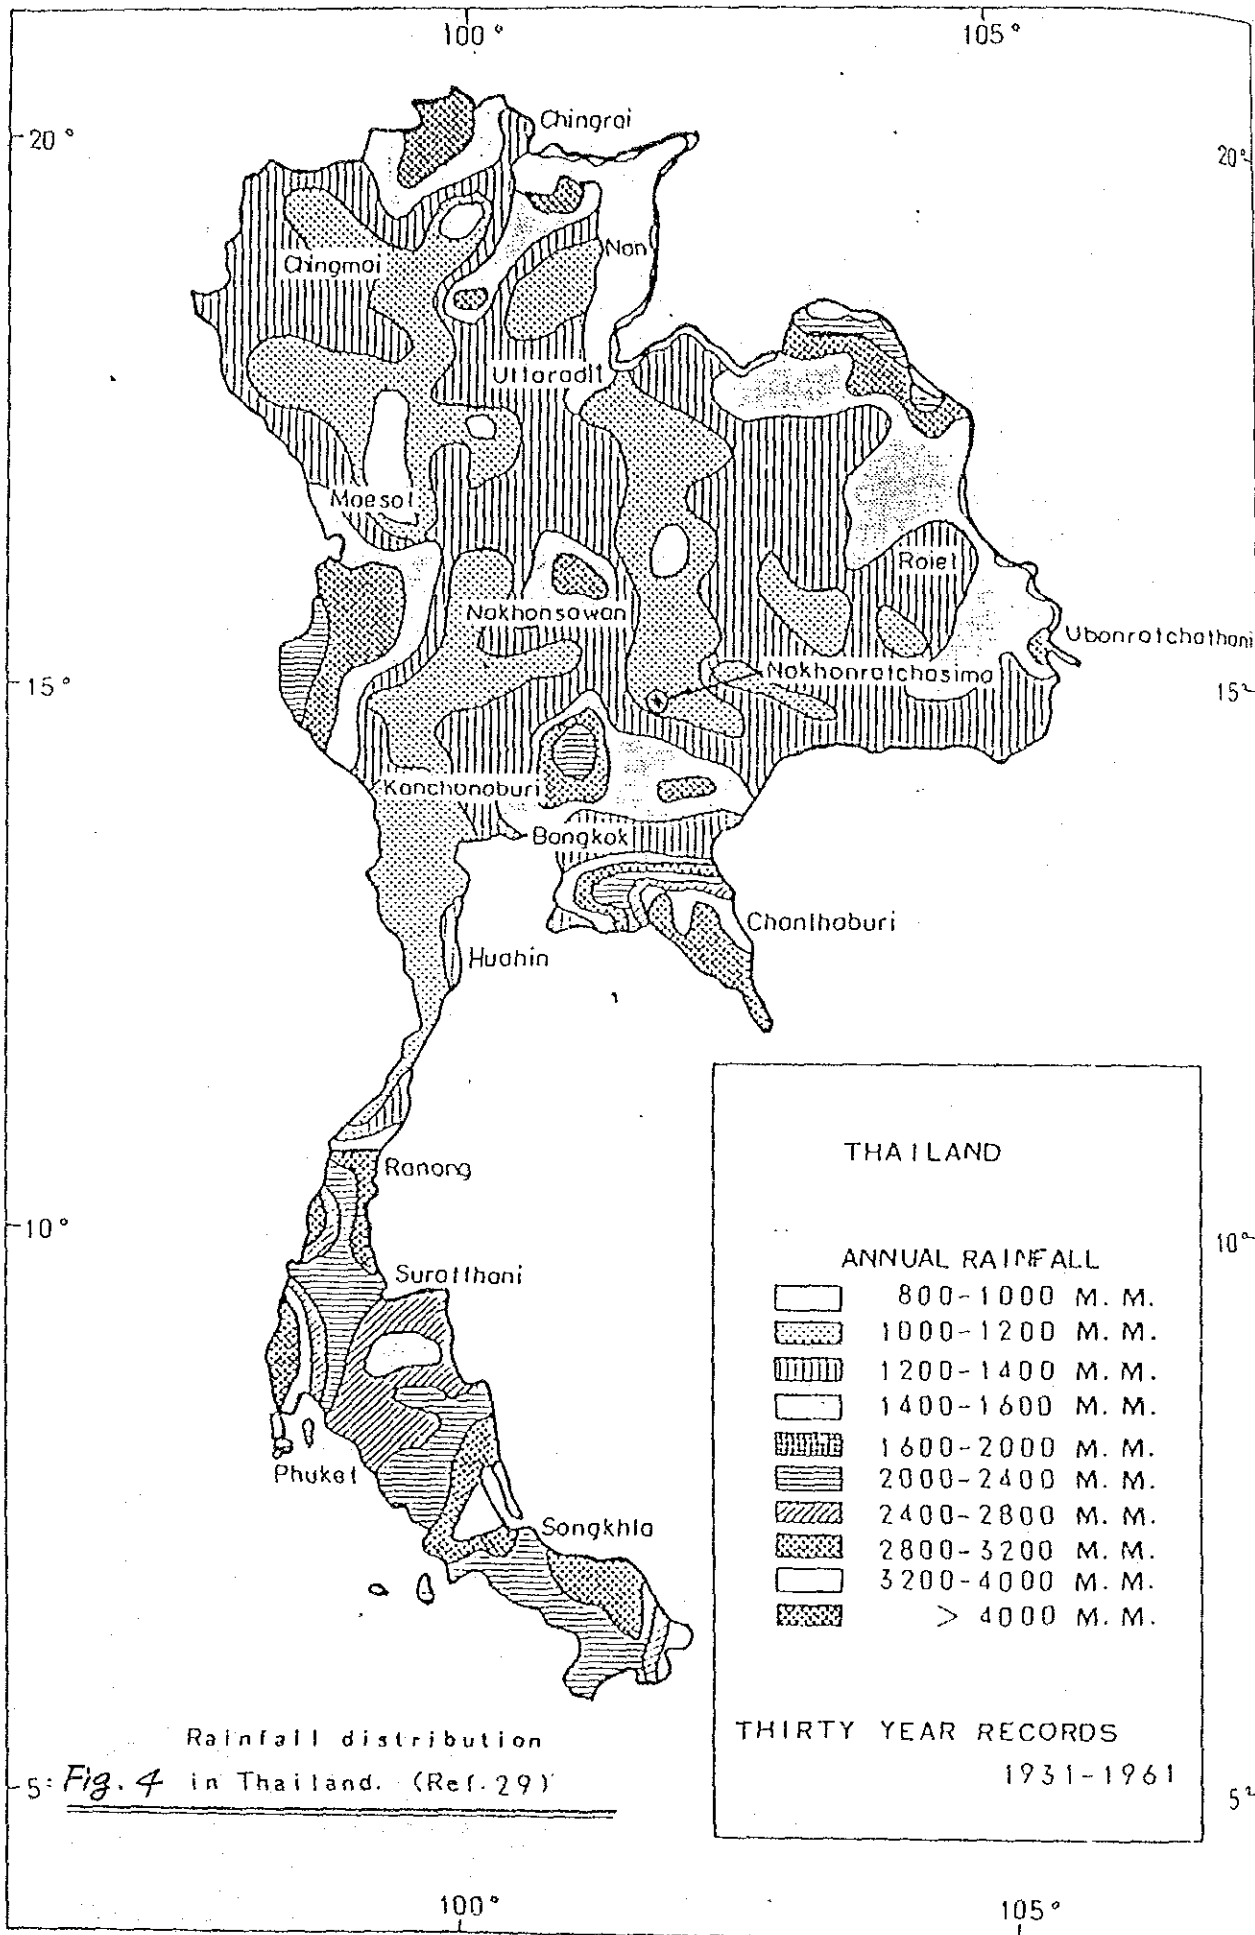 100° 105°
20° 20°
Chingrai
Nan
Chingmai
Uttaradit
Maesot
Roiet
Nakhonsawan
Ubonratchathani
Nakhonratchasima
15° 15°
Kanchanaburi
Bangkok
Chanthaburi
Huahin
Ranong
10° 10°
Suratthani
Phuket
Songkhla
THAILAND
ANNUAL RAINFALL
800-1000 M.M.
1000-1200 M.M.
1200-1400 M.M.
1400-1600 M.M.
1600-2000 M.M.
2000-2400 M.M.
2400-2800 M.M.
2800-3200 M.M.
3200-4000 M.M.
> 4000 M.M.
THIRTY YEAR RECORDS
1931-1961
Rainfall distribution
Fig. 4 in Thailand. (Ref. 29)
5° 5°
100° 105°